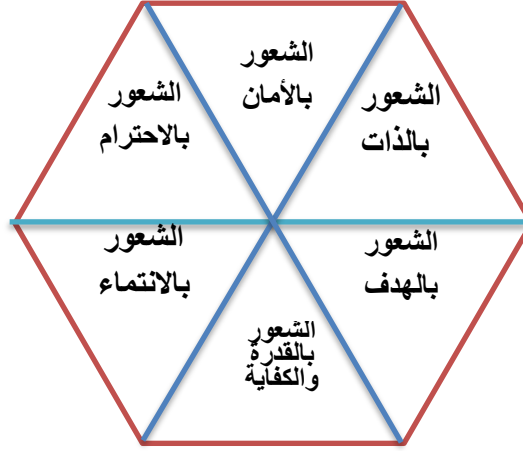 الشعور
بالأمان
الشعور
بالذات
الشعور
بالاحترام
الشعور
بالهدف
الشعور
بالانتماء
الشعور
بالقدرة
والكفاية